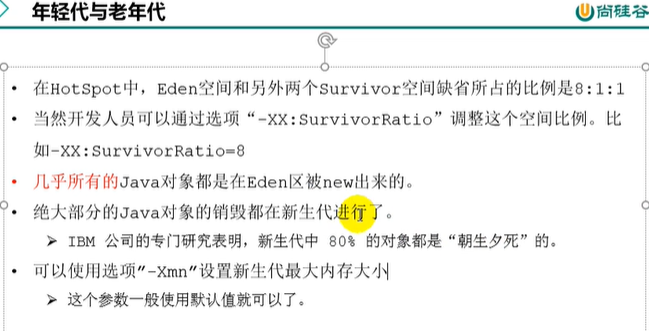 年轻代与老年代
尚硅谷
• 在HotSpot中，Eden空间和另外两个Survivor空间缺省所占的比例是8:1:1
• 当然开发人员可以通过选项“-XX:SurvivorRatio”调整这个空间比例。比
如-XX:SurvivorRatio=8
• 几乎所有的Java对象都是在Eden区被new出来的。
• 绝大部分的Java对象的销毁都在新生代进行了。
➢ IBM 公司的专门研究表明，新生代中 80% 的对象都是“朝生夕死”的。
• 可以使用选项"-Xmn"设置新生代最大内存大小
➢ 这个参数一般使用默认值就可以了。